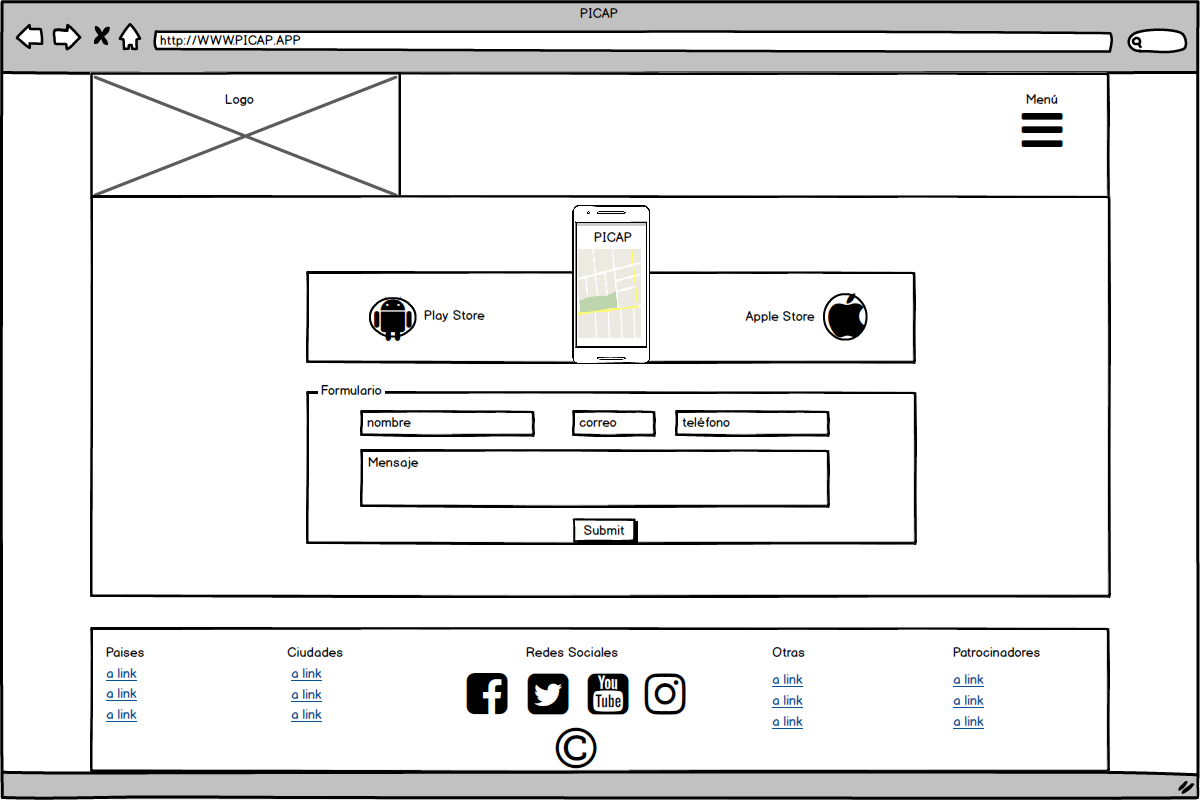 PICAP
http://WWW.PICAP.APP
Logo
Menú
PICAP
Play Store
Apple Store
Formulario
nombre
correo
teléfono
Mensaje
Submit
Paises
a link
a link
a link
Ciudades
a link
a link
a link
Redes Sociales
You
Tube
©
Otras
a link
a link
a link
Patrocinadores
a link
a link
a link